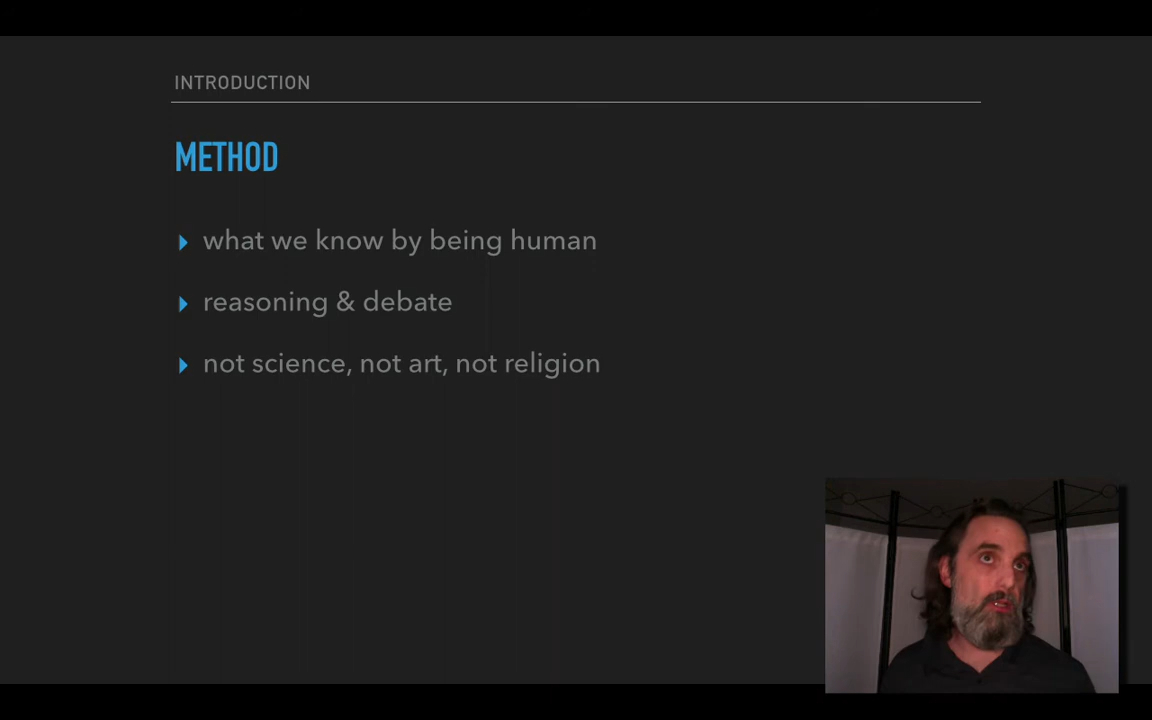 INTRODUCTION
METHOD
what we know by being human
reasoning & debate
not science, not art, not religion